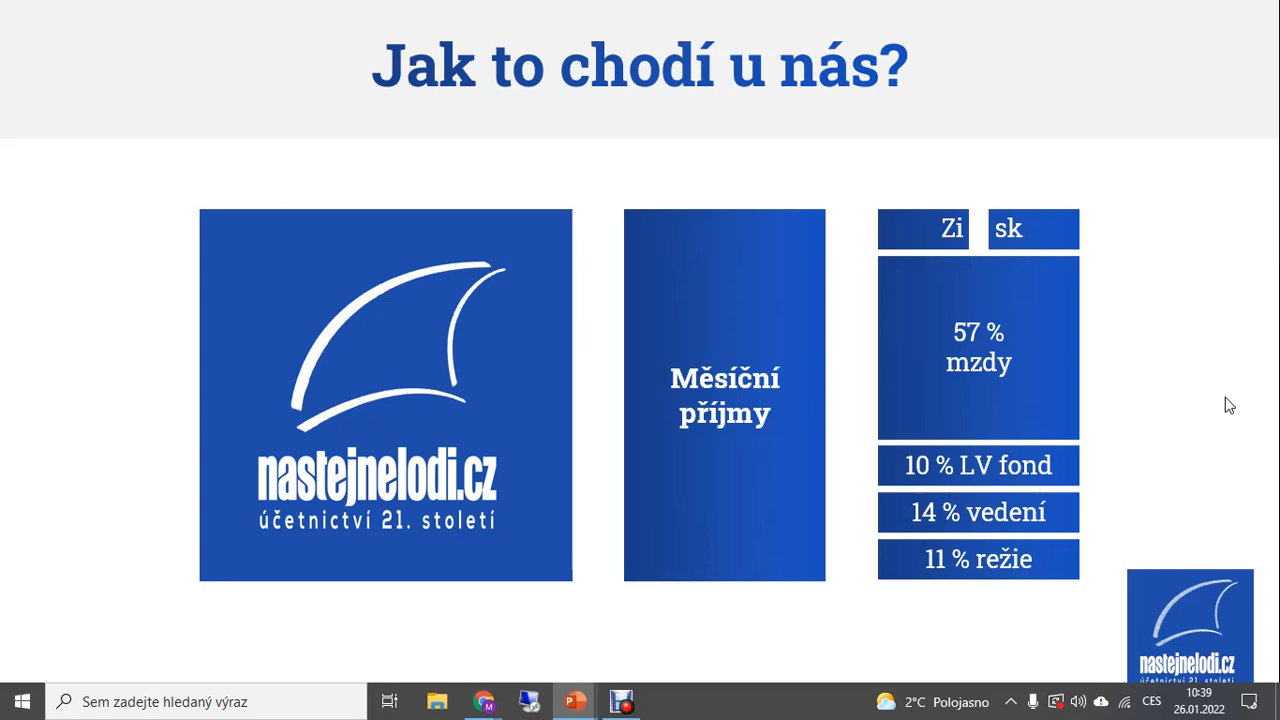 Jak to chodí u nás?
nastejnelodi.cz
účetnictví 21. století
Měsíční
příjmy
Zi sk
57 %
mzdy
10 % LV fond
14 % vedení
11 % režie
nastejnelodi.cz
účetnictví 21. století
Sem zadejte hledaný výraz
2°C Polojasno
CES
10:39
26.01.2022